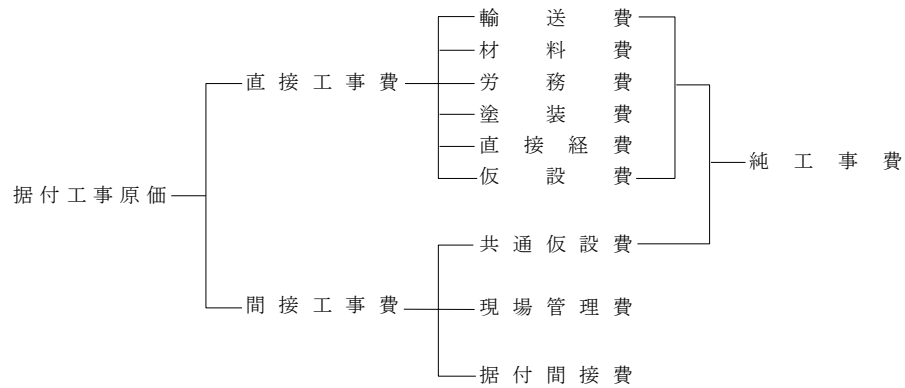 輸送費
材料費
直接工事費
労務費
塗装費
直接経費
純工事費
仮設費
据付工事原価
共通仮設費
間接工事費
現場管理費
据付間接費